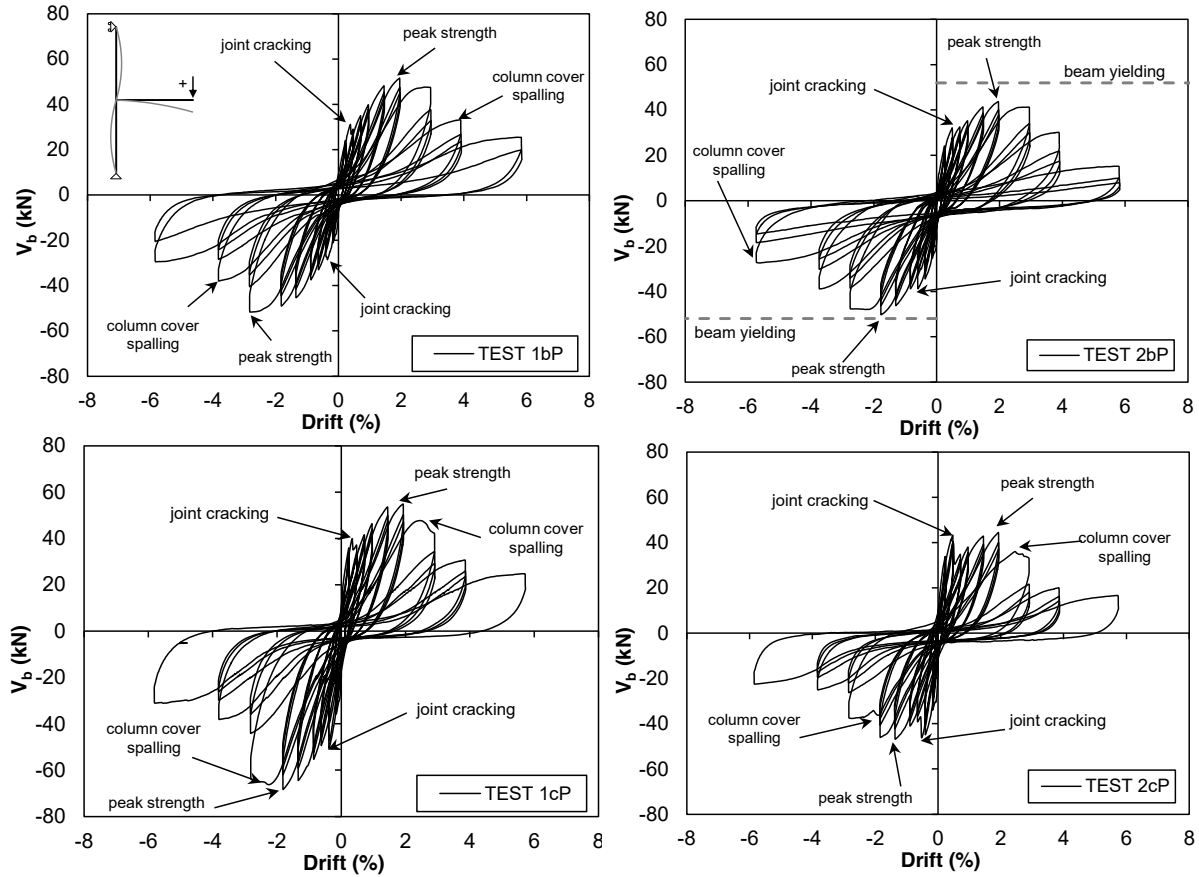 80
60
40
20
0
-20
-40
-60
-80
V_b (kN)
-8 -6 -4 -2 0 2 4 6 8
Drift (%)
+
joint cracking
peak strength
column cover
spalling
joint cracking
column cover
spalling
peak strength
TEST 1bP
80
60
40
20
0
-20
-40
-60
-80
V_b (kN)
-8 -6 -4 -2 0 2 4 6 8
Drift (%)
peak strength
beam yielding
joint cracking
column cover
spalling
joint cracking
beam yielding
peak strength
TEST 2bP
80
60
40
20
0
-20
-40
-60
-80
V_b (kN)
-8 -6 -4 -2 0 2 4 6 8
Drift (%)
peak strength
joint cracking
column cover
spalling
joint cracking
column cover
spalling
peak strength
TEST 1cP
80
60
40
20
0
-20
-40
-60
-80
V_b (kN)
-8 -6 -4 -2 0 2 4 6 8
Drift (%)
peak strength
joint cracking
column cover
spalling
column cover
spalling
joint cracking
peak strength
TEST 2cP